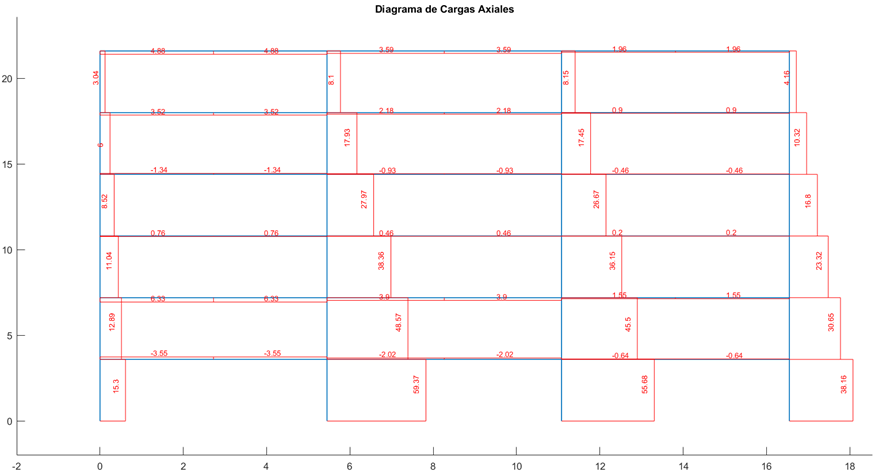 Diagrama de Cargas Axiales
4.88 4.88 3.59 3.59 1.96 1.96
20
3.04 8.1 8.15 4.16
3.52 3.52 2.18 2.18 0.9 0.9
6 17.93 17.45 10.32
15
-1.34 -1.34 -0.93 -0.93 -0.46 -0.46
8.52 27.97 26.67 16.8
0.76 0.76 0.46 0.46 0.2 0.2
10
11.04 38.36 36.15 23.32
6.33 6.33 3.9 3.9 1.55 1.55
5
12.89 48.57 45.5 30.65
-3.55 -3.55 -2.02 -2.02 -0.64 -0.64
15.3 59.37 55.68 38.16
0
-2 0 2 4 6 8 10 12 14 16 18